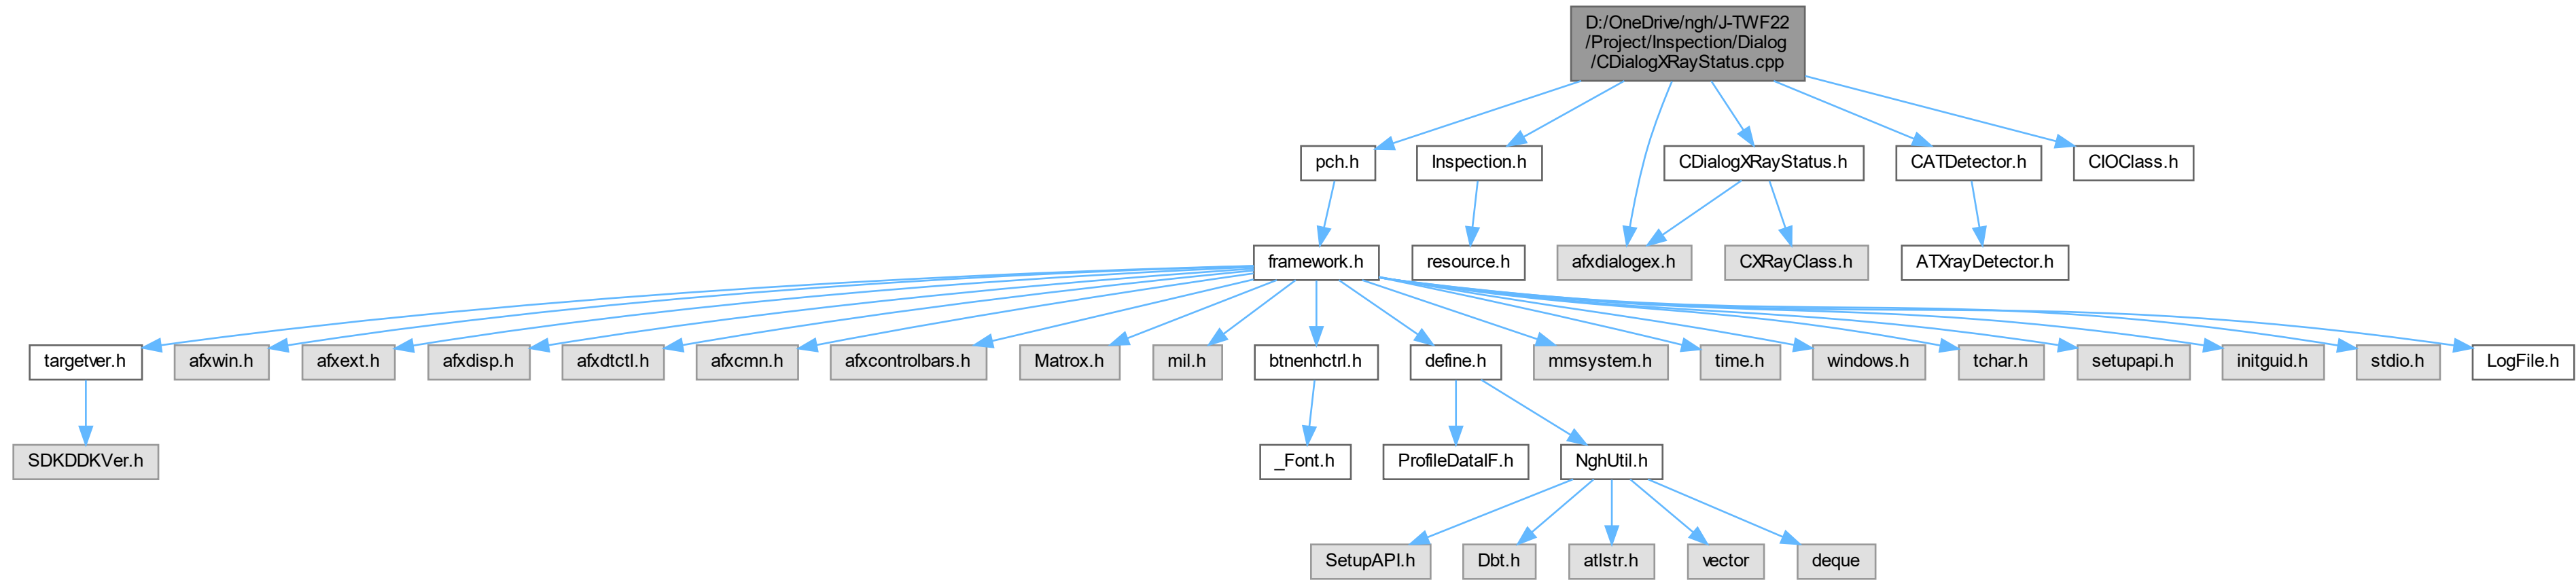 D:/OneDrive/ngh/J-TWF22
/Project/Inspection/Dialog
/CDialogXRayStatus.cpp
pch.h
Inspection.h
CDialogXRayStatus.h
CATDetector.h
CIOClass.h
framework.h
resource.h
afxdialogex.h
CXRayClass.h
ATXrayDetector.h
targetver.h
afxwin.h
afxext.h
afxdisp.h
afxdtctl.h
afxcmn.h
afxcontrolbars.h
Matrox.h
mil.h
btnenhctrl.h
define.h
mmsystem.h
time.h
windows.h
tchar.h
setupapi.h
initguid.h
stdio.h
LogFile.h
SDKDDKVer.h
_Font.h
ProfileDataIF.h
NghUtil.h
SetupAPI.h
Dbt.h
atlstr.h
vector
deque